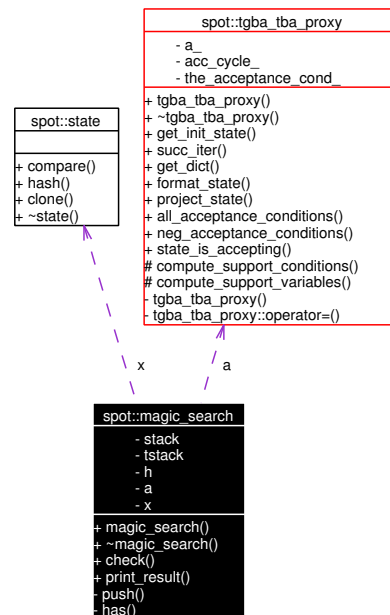 spot::tgba_tba_proxy
- a_
- acc_cycle_
- the_acceptance_cond_
+ tgba_tba_proxy()
+ ~tgba_tba_proxy()
+ get_init_state()
+ succ_iter()
+ get_dict()
+ format_state()
+ project_state()
+ all_acceptance_conditions()
+ neg_acceptance_conditions()
+ state_is_accepting()
# compute_support_conditions()
# compute_support_variables()
- tgba_tba_proxy()
- tgba_tba_proxy::operator=()
spot::state
+ compare()
+ hash()
+ clone()
+ ~state()
x
a
spot::magic_search
- stack
- tstack
- h
- a
- x
+ magic_search()
+ ~magic_search()
+ check()
+ print_result()
- push()
- has()